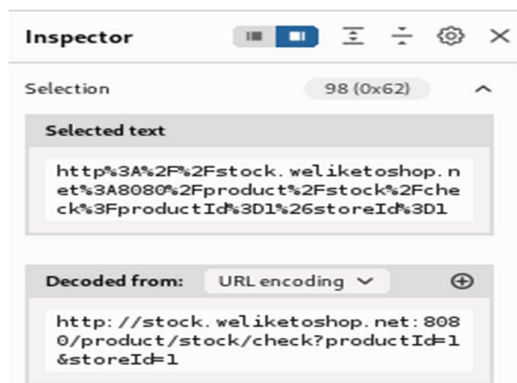 Inspector
Selection
98 (0x62)
Selected text
http%3A%2F%2Fstock.weliketoshop.n
et%3A8080%2Fproduct%2Fstock%2Fche
ck%3FproductId%3D1%26storeId%3D1
Decoded from: URL encoding
http://stock.weliketoshop.net:808
0/product/stock/check?productId=1
&storeId=1